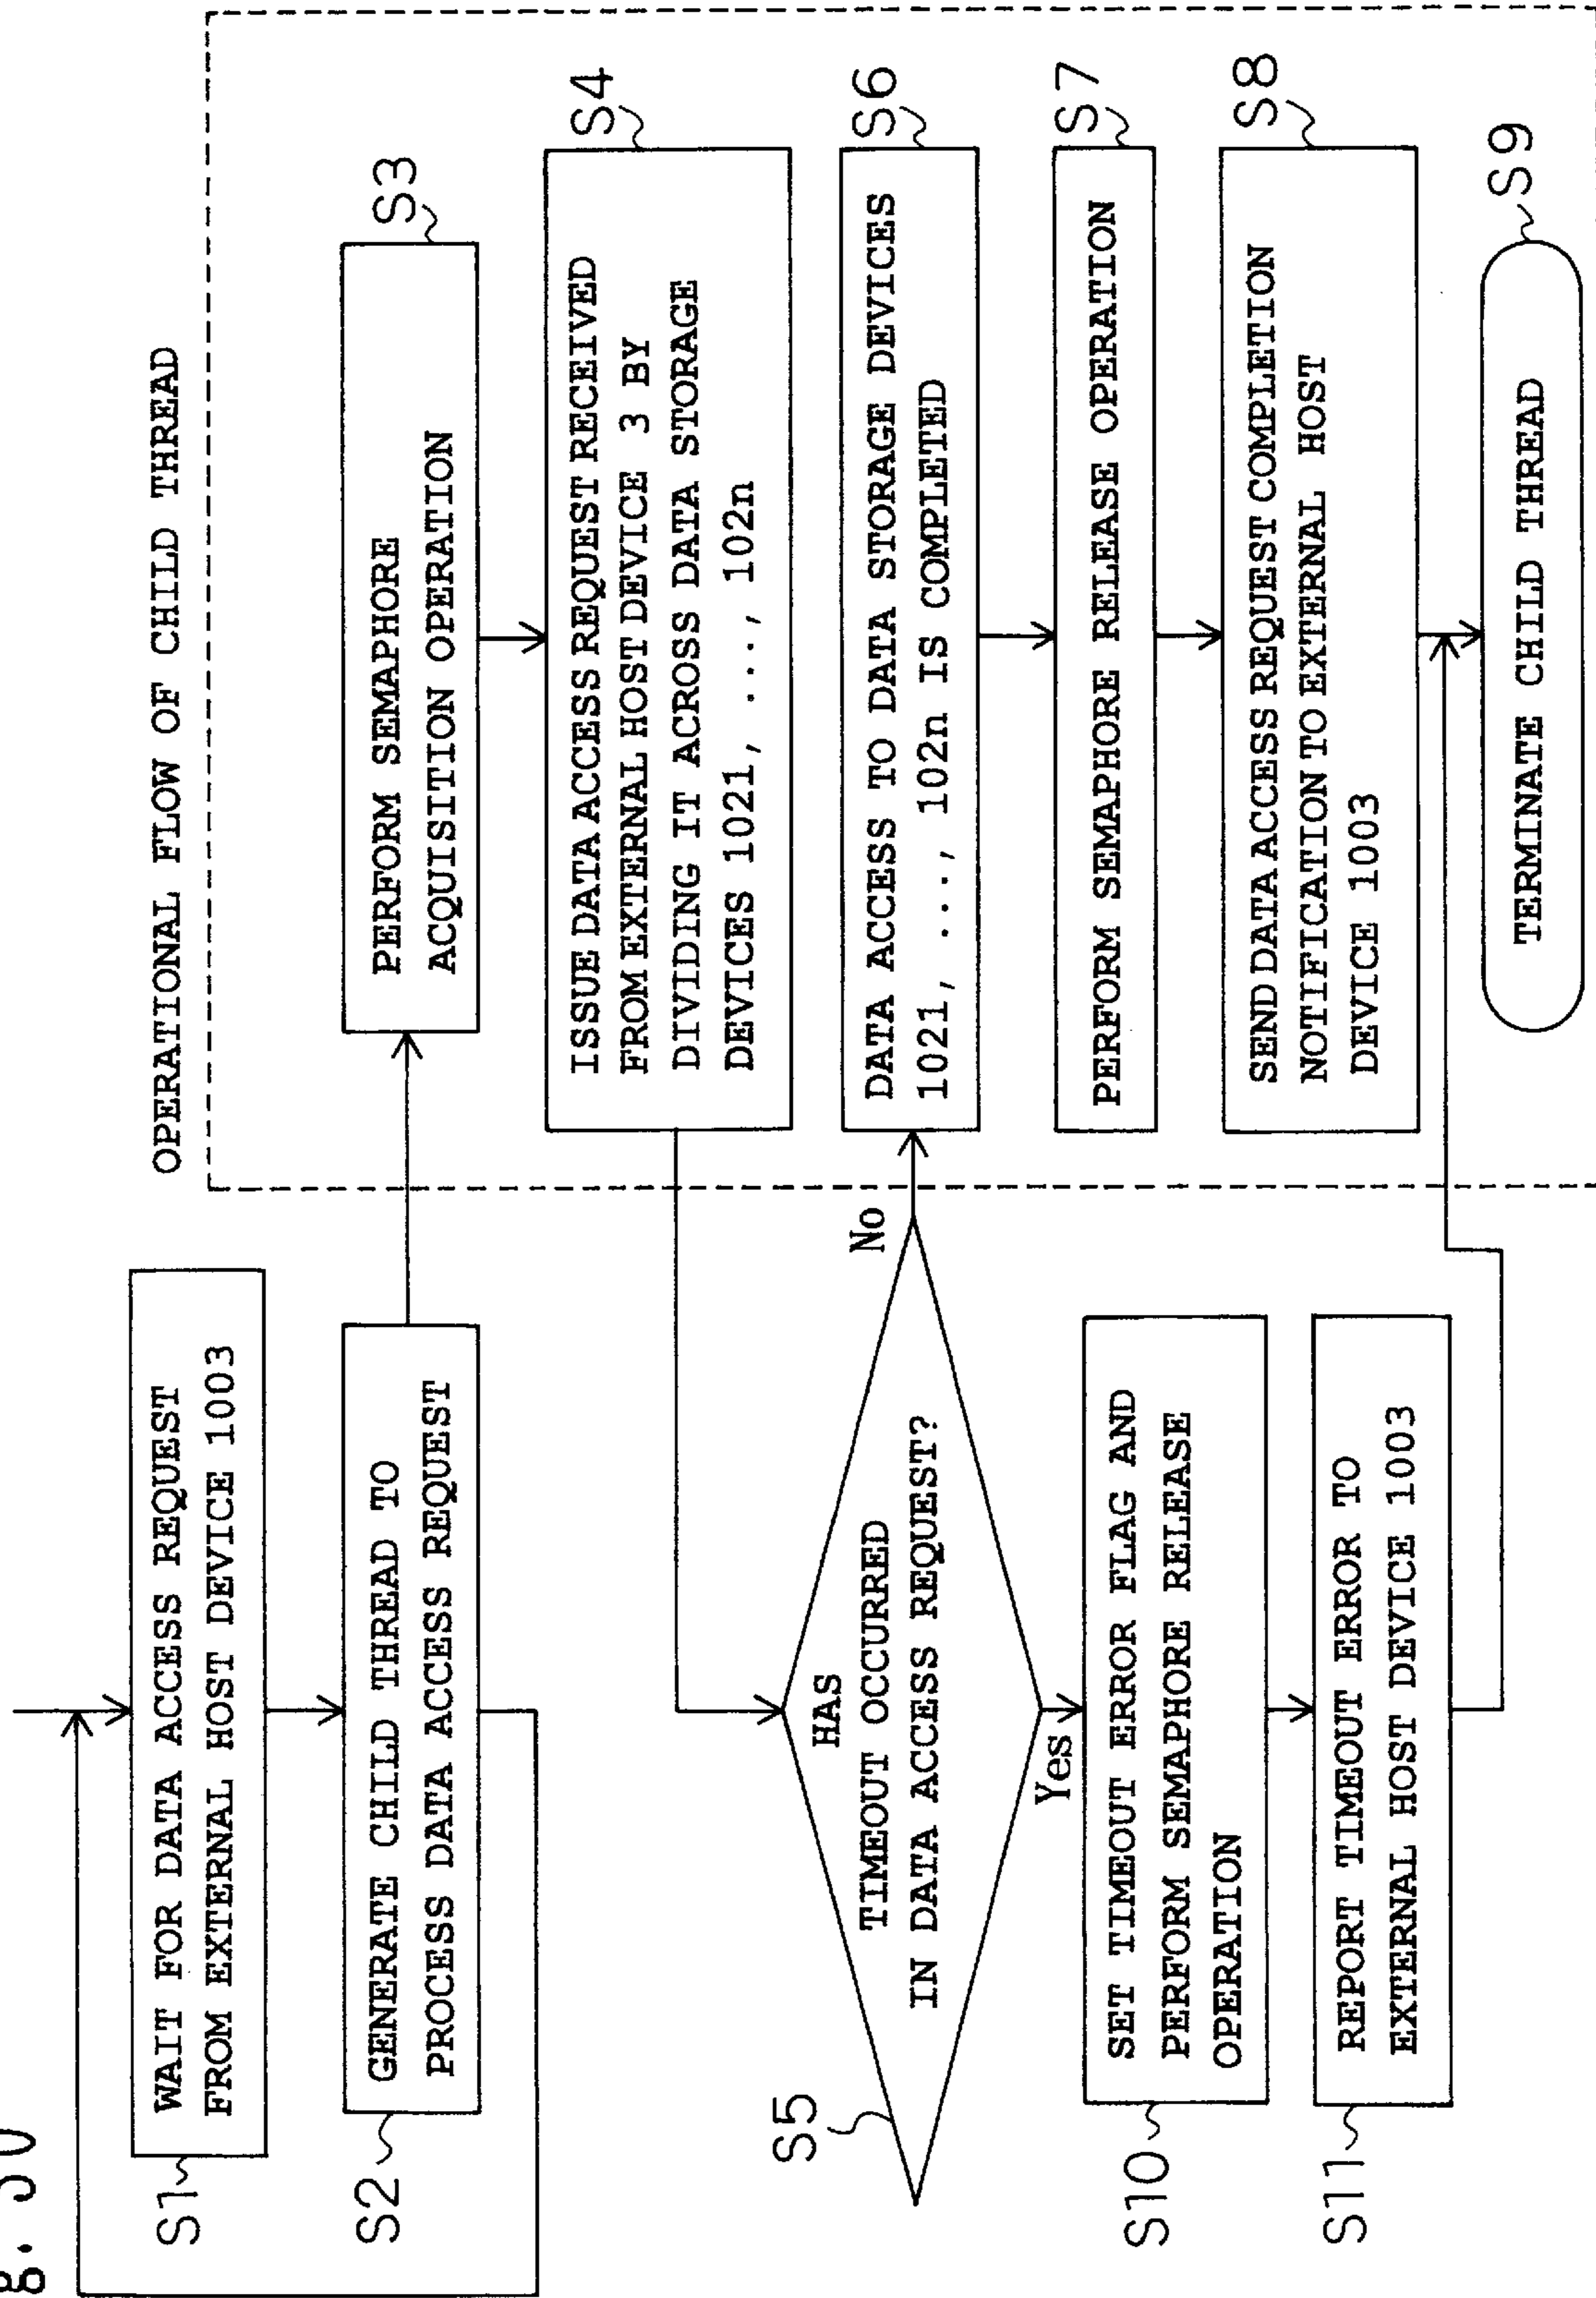 OPERATIONAL FLOW OF CHILD THREAD
WAIT FOR DATA ACCESS REQUEST
FROM EXTERNAL HOST DEVICE 1003
S1
GENERATE CHILD THREAD TO
PROCESS DATA ACCESS REQUEST
S2
PERFORM SEMAPHORE
ACQUISITION OPERATION
S3
ISSUE DATA ACCESS REQUEST RECEIVED
FROM EXTERNAL HOST DEVICE 3 BY
DIVIDING IT ACROSS DATA STORAGE
DEVICES 1021, ..., 102n
S4
S5
HAS
TIMEOUT OCCURRED
IN DATA ACCESS REQUEST?
No
Yes
DATA ACCESS TO DATA STORAGE DEVICES
1021, ..., 102n IS COMPLETED
S6
PERFORM SEMAPHORE RELEASE OPERATION
S7
SET TIMEOUT ERROR FLAG AND
PERFORM SEMAPHORE RELEASE
OPERATION
S10
SEND DATA ACCESS REQUEST COMPLETION
NOTIFICATION TO EXTERNAL HOST
DEVICE 1003
S8
REPORT TIMEOUT ERROR TO
EXTERNAL HOST DEVICE 1003
S11
TERMINATE CHILD THREAD
S9